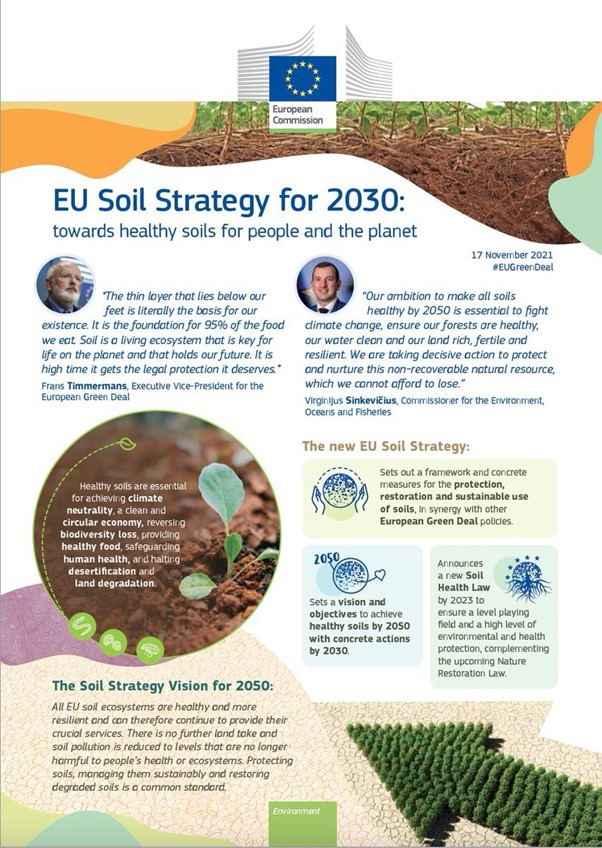 European
Commission
EU Soil Strategy for 2030:
towards healthy soils for people and the planet
17 November 2021
#EUGreenDeal
"The thin layer that lies below our
feet is literally the basis for our
existence. It is the foundation for 95% of the food
we eat. Soil is a living ecosystem that is key for
life on the planet and that holds our future. It is
high time it gets the legal protection it deserves."
Frans Timmermans, Executive Vice-President for the
European Green Deal
"Our ambition to make all soils
healthy by 2050 is essential to fight
climate change, ensure our forests are healthy,
our water clean and our land rich, fertile and
resilient. We are taking decisive action to protect
and nurture this non-recoverable natural resource,
which we cannot afford to lose."
Virginijus Sinkevičius, Commissioner for the Environment,
Oceans and Fisheries
Healthy soils are essential
for achieving climate
neutrality, a clean and
circular economy, reversing
biodiversity loss, providing
healthy food, safeguarding
human health, and halting
desertification and
land degradation.
The new EU Soil Strategy:
Sets out a framework and concrete
measures for the protection,
restoration and sustainable use
of soils, in synergy with other
European Green Deal policies.
2050
Sets a vision and
objectives to achieve
healthy soils by 2050
with concrete actions
by 2030.
Announces
a new Soil
Health Law
by 2023 to
ensure a level playing
field and a high level of
environmental and health
protection, complementing
the upcoming Nature
Restoration Law.
The Soil Strategy Vision for 2050:
All EU soil ecosystems are healthy and more
resilient and can therefore continue to provide their
crucial services. There is no further land take and
soil pollution is reduced to levels that are no longer
harmful to people's health or ecosystems. Protecting
soils, managing them sustainably and restoring
degraded soils is a common standard.
Environment